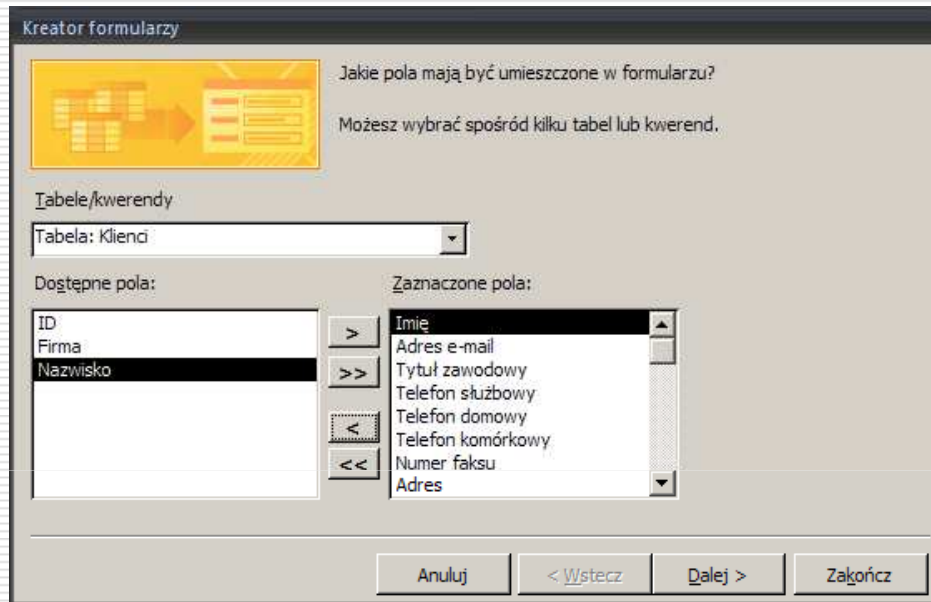 Kreator formularzy
Jakie pola mają być umieszczone w formularzu?
Możesz wybrać spośród kilku tabel lub kwerend.
Tabele/kwerendy
Tabela: Klienci
Dostępne pola:
ID
Firma
Nazwisko
>
>>
<
<<
Zaznaczone pola:
Imię
Adres e-mail
Tytuł zawodowy
Telefon służbowy
Telefon domowy
Telefon komórkowy
Numer faksu
Adres
Anuluj
< Wstecz
Dalej >
Zakończ